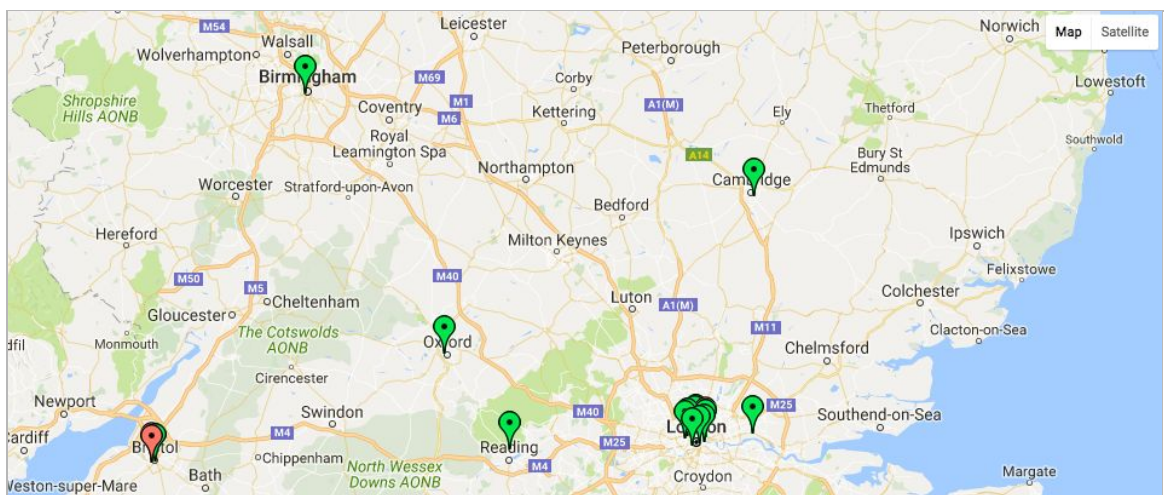 M54
Leicester
Norwich
Map
Satellite
Wolverhampton
Walsall
Peterborough
Birmingham
M69
Corby
Lowestoft
Shropshire
Hills AONB
Coventry
M1
Kettering
A1(M)
Ely
Thetford
M6
Royal
Leamington Spa
Southwold
A14
Bury St
Edmunds
Northampton
Cambridge
Worcester
Stratford-upon-Avon
Bedford
Hereford
Milton Keynes
Ipswich
M50
M40
Felixstowe
M5
Cheltenham
Luton
A1(M)
Colchester
Gloucester
M11
Clacton-on-Sea
The Cotswolds
AONB
Monmouth
Oxford
Chelmsford
Cirencester
Newport
Swindon
M40
M25
Southend-on-Sea
Cardiff
Bristol
M4
Reading
London
Chippenham
M25
Bath
North Wessex
Downs AONB
M4
Croydon
Margate
Weston-super-Mare